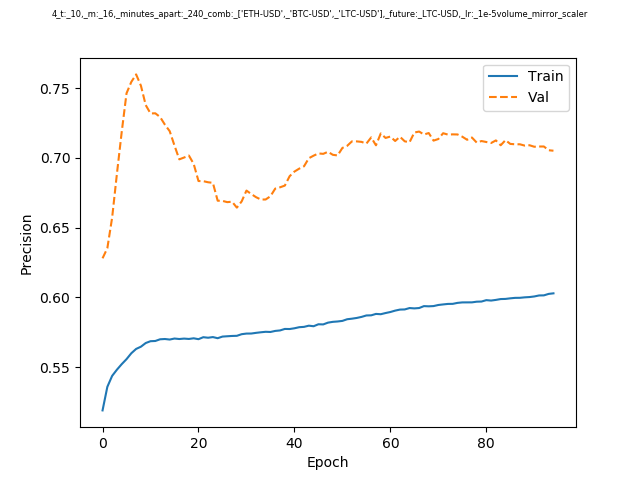 4_t:_10,_m:_16,_minutes_apart:_240_comb:_['ETH-USD',_'BTC-USD',_'LTC-USD'],_future:_LTC-USD,_lr:_1e-5volume_mirror_scaler
Train
Val
0.75
0.70
0.65
0.60
0.55
Precision
0 20 40 60 80
Epoch